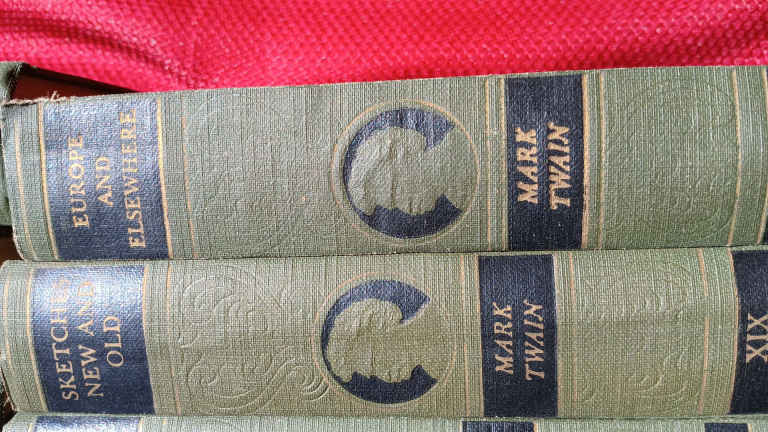 EUROPE
AND
ELSEWHERE
MARK
TWAIN
SKETCHES
NEW AND
OLD
MARK
TWAIN
XIX